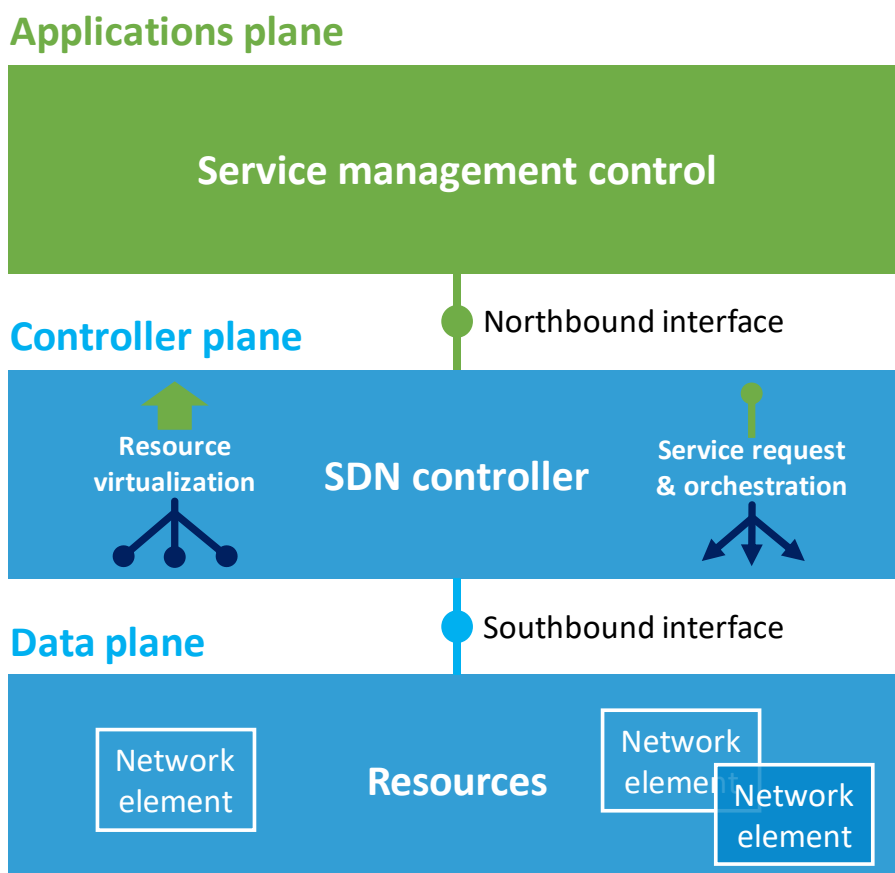 Applications plane
Service management control
Northbound interface
Controller plane
Resource
virtualization
SDN controller
Service request
& orchestration
Southbound interface
Data plane
Network
element
Resources
Network
element
Network
element